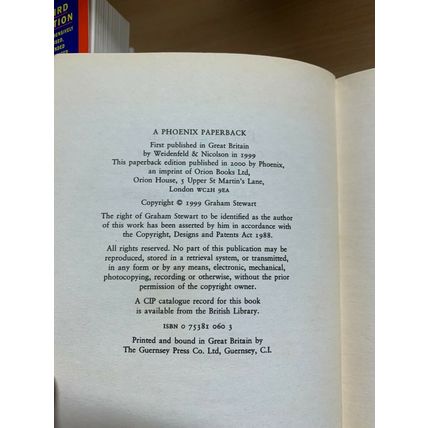 A PHOENIX PAPERBACK
First published in Great Britain
by Weidenfeld & Nicolson in 1999
This paperback edition published in 2000 by Phoenix,
an imprint of Orion Books Ltd,
Orion House, 5 Upper St Martin's Lane,
London WC2H 9EA
Copyright © 1999 Graham Stewart
The right of Graham Stewart to be identified as the author
of this work has been asserted by him in accordance with
the Copyright, Designs and Patents Act 1988.
All rights reserved. No part of this publication may be
reproduced, stored in a retrieval system, or transmitted,
in any form or by any means, electronic, mechanical,
photocopying, recording or otherwise, without the prior
permission of the copyright owner.
A CIP catalogue record for this book
is available from the British Library.
ISBN 0 75381 060 3
Printed and bound in Great Britain by
The Guernsey Press Co. Ltd, Guernsey, C.I.